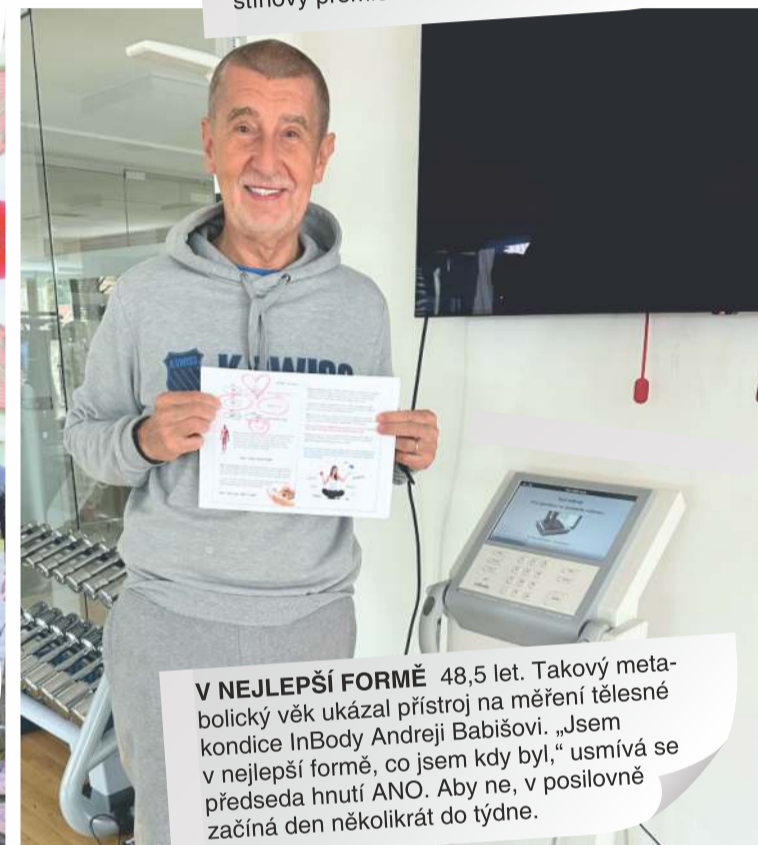 V NEJLEPŠÍ FORMĚ 48,5 let. Takový meta-
bolický věk ukázal přístroj na měření tělesné
kondice InBody Andreji Babišovi. „Jsem
v nejlepší formě, co jsem kdy byl,“ usmívá se
předseda hnutí ANO. Aby ne, v posilovně
začíná den několikrát do týdne.